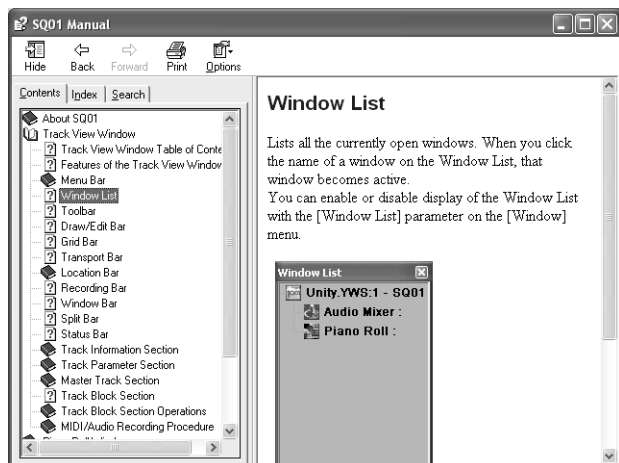 SQ01 Manual
Hide Back Forward Print Options
Contents Index Search
About SQ01
Track View Window
Track View Window Table of Conte
Features of the Track View Window
Menu Bar
Window List
Toolbar
Draw/Edit Bar
Grid Bar
Transport Bar
Location Bar
Recording Bar
Window Bar
Split Bar
Status Bar
Track Information Section
Track Parameter Section
Master Track Section
Track Block Section
Track Block Section Operations
MIDI/Audio Recording Procedure
Window List
Lists all the currently open windows. When you click
the name of a window on the Window List, that
window becomes active.
You can enable or disable display of the Window List
with the [Window List] parameter on the [Window]
menu.
Window List
Unity.YWS:1 - SQ01
Audio Mixer :
Piano Roll :